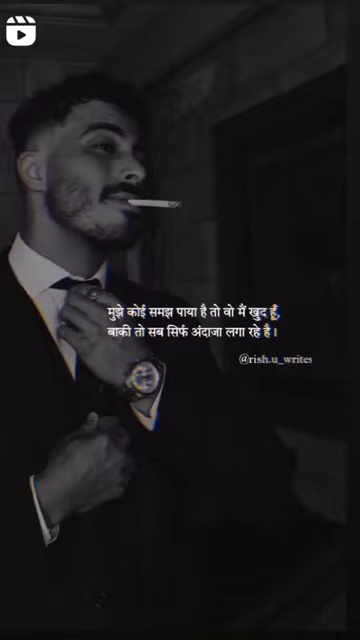 मुझे कोई समझ पाया है तो वो मैं खुद हूँ,
बाकी तो सब सिर्फ अंदाजा लगा रहे है।
@rish.u_writes